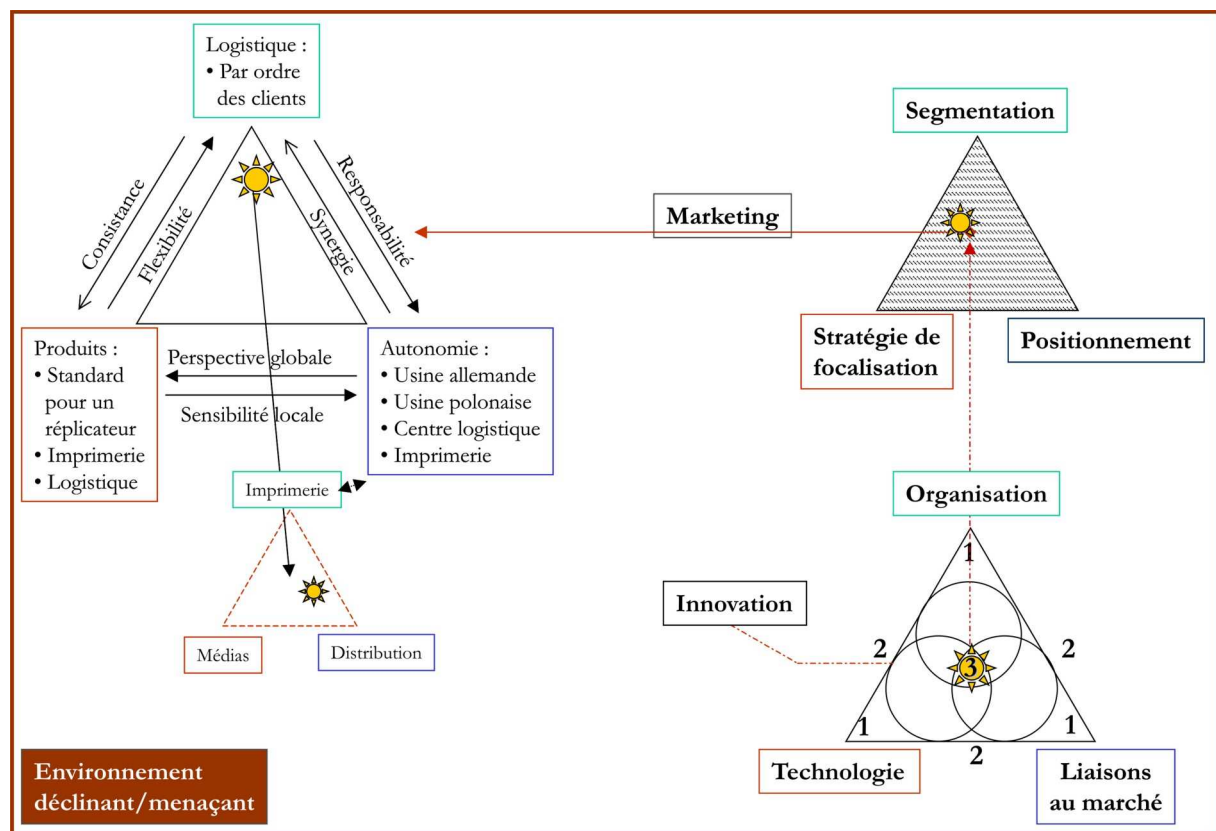 Logistique :
• Par ordre
des clients
Consistance
Flexibilité
Synergie
Responsabilité
Produits :
• Standard
pour un
réplicateur
• Imprimerie
• Logistique
Perspective globale
Sensibilité locale
Autonomie :
• Usine allemande
• Usine polonaise
• Centre logistique
• Imprimerie
Imprimerie
Médias
Distribution
Environnement
déclinant/menaçant
Marketing
Segmentation
Stratégie de
focalisation
Positionnement
Organisation
Innovation
1
2
2
3
1
1
2
Technologie
Liaisons
au marché